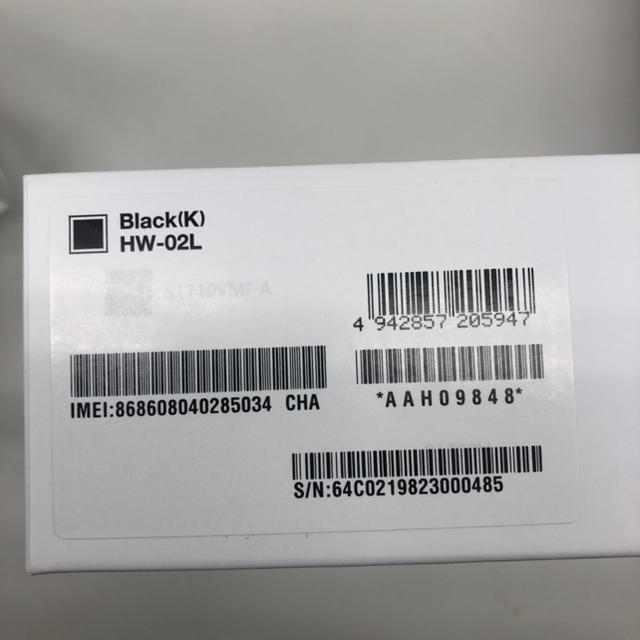 Black(K)
HW-02L
4 942857 205947
IMEI:868608040285034 CHA
*AAH09848*
S/N:64C0219823000485